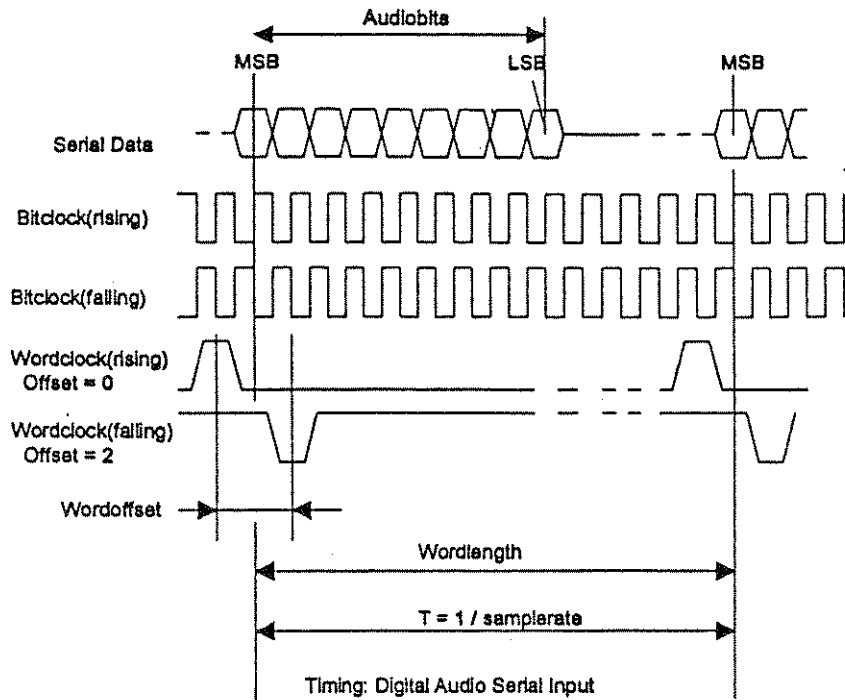 Audiobits
MSB LSB MSB
Serial Data
Bitclock(rising)
Bitclock(falling)
Wordclock(rising)
Offset = 0
Wordclock(falling)
Offset = 2
Wordoffset
Wordlength
T = 1 / samplerate
Timing: Digital Audio Serial Input